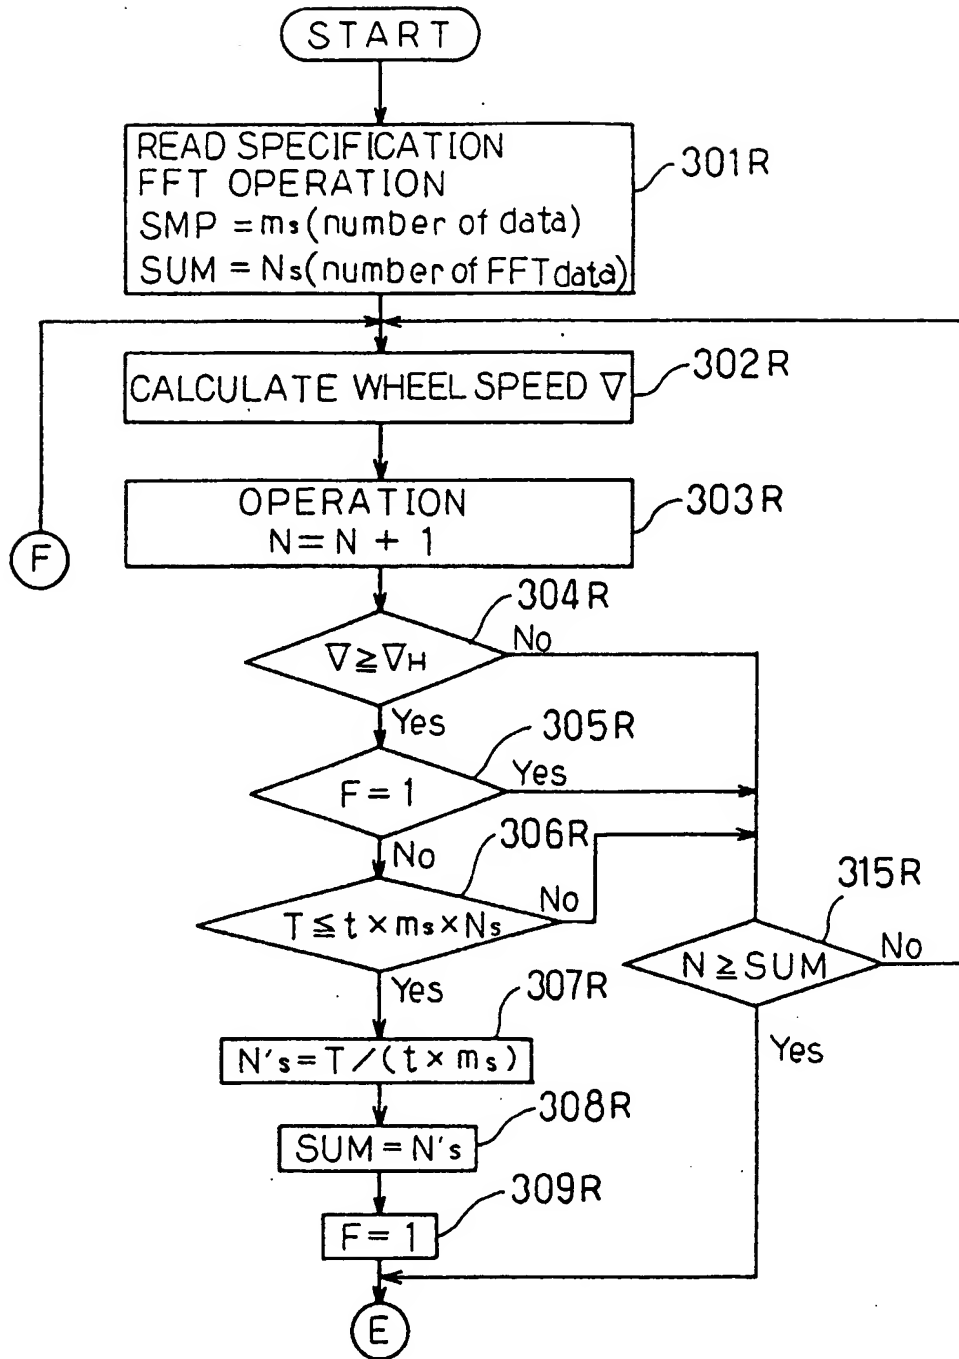 START
READ SPECIFICATION
FFT OPERATION
SMP = ms (number of data)
SUM = Ns (number of FFT data)
301R
CALCULATE WHEEL SPEED ∇
302R
OPERATION
N = N + 1
303R
F
304R
∇ ≧ ∇H
No
Yes
305R
F = 1
Yes
No
306R
T ≦ t × ms × Ns
No
Yes
315R
N ≧ SUM
No
Yes
307R
N's = T / (t × ms)
308R
SUM = N's
309R
F = 1
E